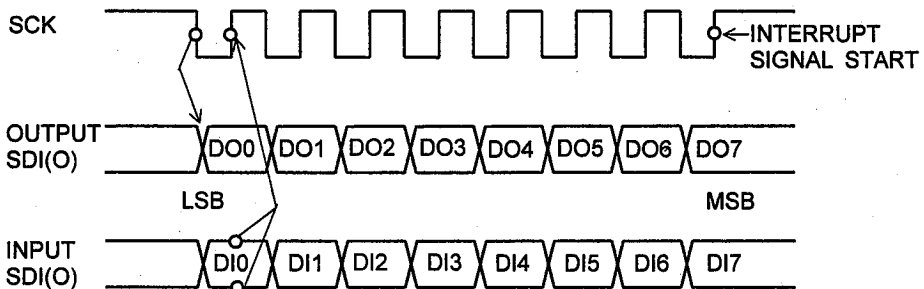 SCK
INTERRUPT
SIGNAL START
OUTPUT
SDI(O)
DO0 DO1 DO2 DO3 DO4 DO5 DO6 DO7
LSB MSB
INPUT
SDI(O)
DI0 DI1 DI2 DI3 DI4 DI5 DI6 DI7